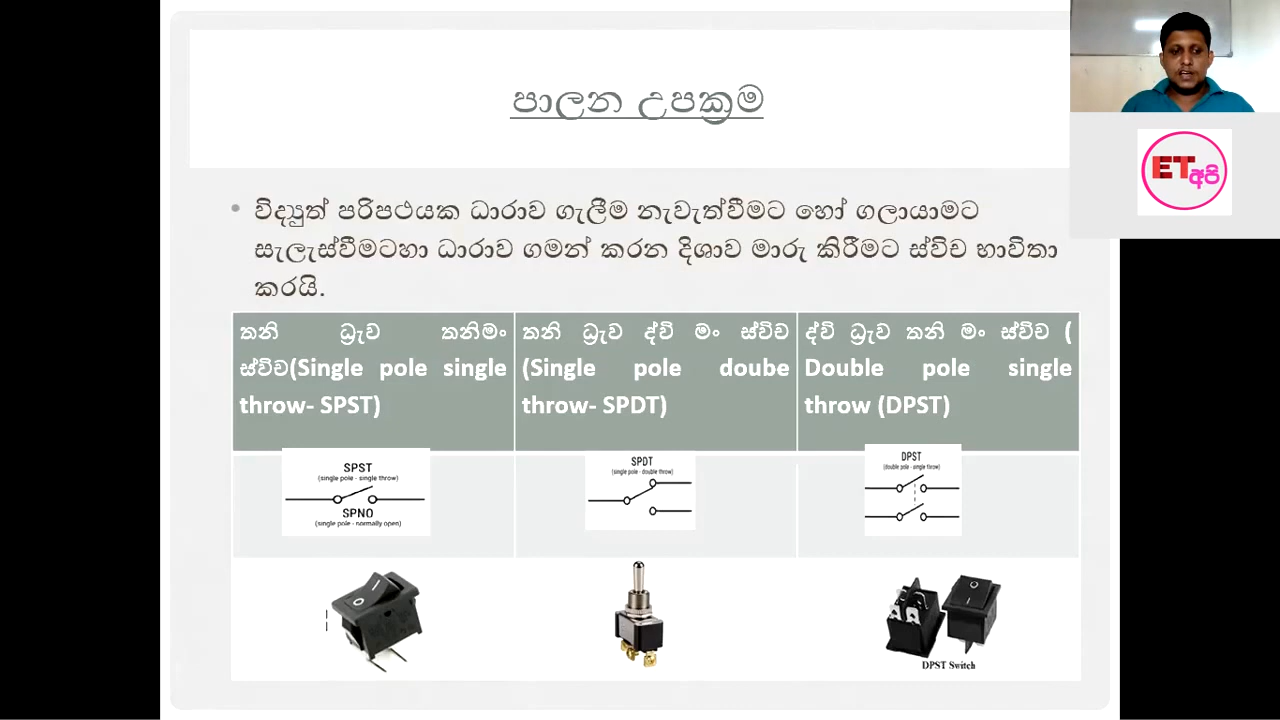 පාලන උපක්‍රම
ET අපි
• විද්‍යුත් පරිපථයක ධාරාව ගැලීම නැවැත්වීමට හෝ ගලායාමට
සැලැස්වීමටහා ධාරාව ගමන් කරන දිශාව මාරු කිරීමට ස්විච භාවිතා
කරයි.
තනි ධ්‍රැව තනිමං
ස්විච(Single pole single
throw- SPST)
තනි ධ්‍රැව ද්වි මං ස්විච
(Single pole doube
throw- SPDT)
ද්වි ධ්‍රැව තනි මං ස්විච (
Double pole single
throw (DPST)
SPST
(single pole - single throw)
SPNO
(single pole - normally open)
SPDT
(single pole - double throw)
DPST
(double pole - single throw)
DPST Switch